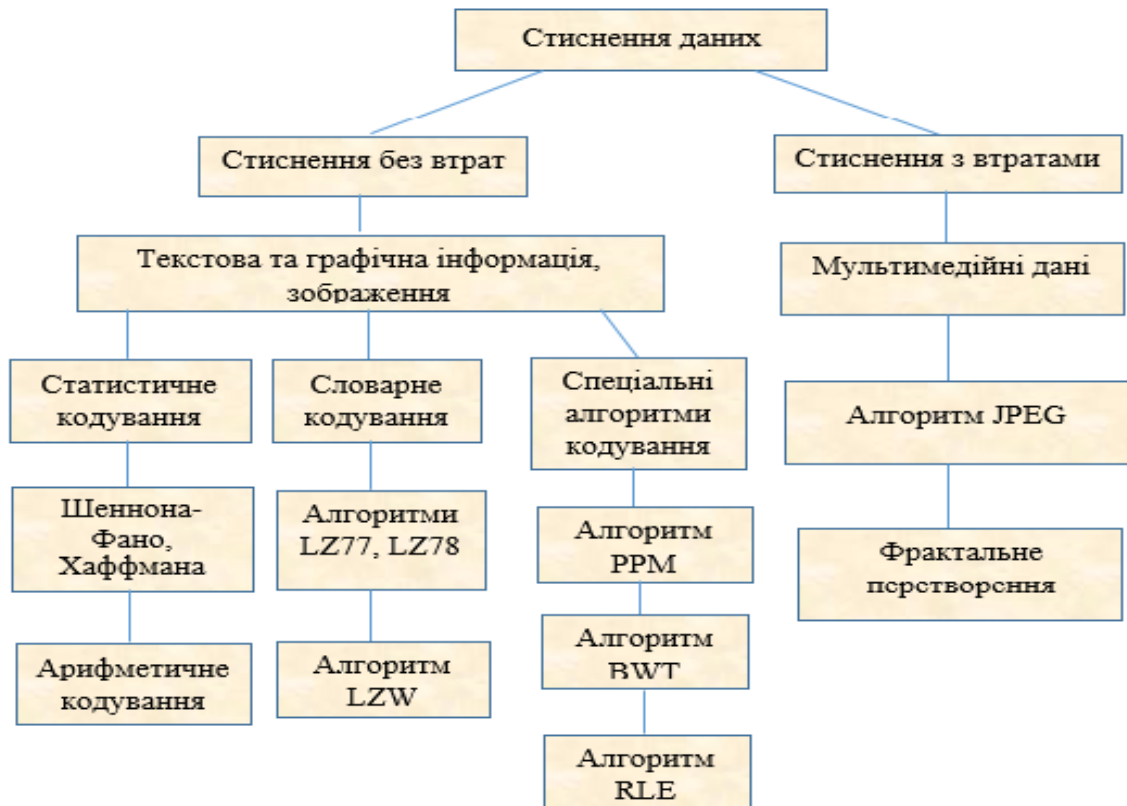 Стиснення даних
Стиснення без втрат
Стиснення з втратами
Текстова та графічна інформація,
зображення
Мультимедійні дані
Статистичне
кодування
Словарне
кодування
Спеціальні
алгоритми
кодування
Алгоритм JPEG
Шеннона-
Фано,
Хаффмана
Алгоритми
LZ77, LZ78
Алгоритм
PPM
Фрактальне
перстворення
Арифметичне
кодування
Алгоритм
LZW
Алгоритм
BWT
Алгоритм
RLE